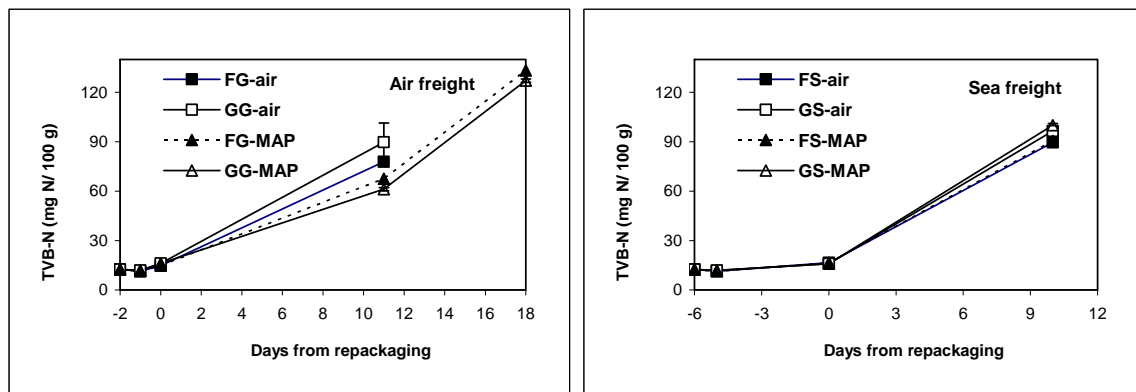 FG-air
GG-air
FG-MAP
GG-MAP
Air freight
TVB-N (mg N/ 100 g)
120
90
60
30
0
-2 0 2 4 6 8 10 12 14 16 18
Days from repackaging
FS-air
GS-air
FS-MAP
GS-MAP
Sea freight
TVB-N (mg N/ 100 g)
120
90
60
30
0
-6 -3 0 3 6 9 12
Days from repackaging